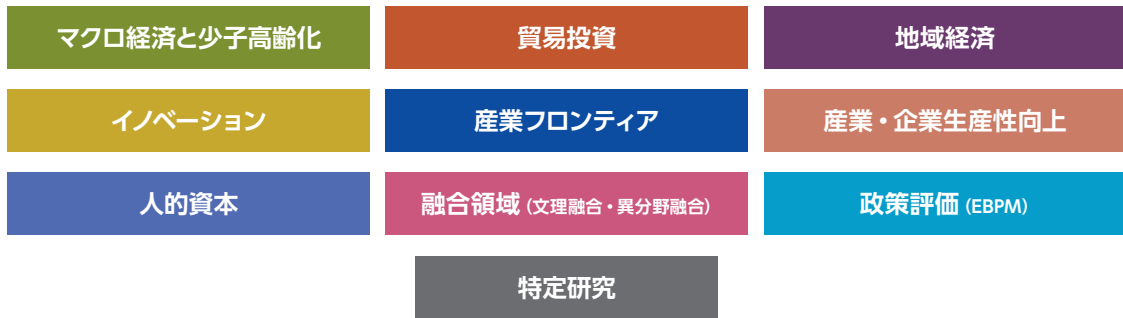 マクロ経済と少子高齢化
貿易投資
地域経済
イノベーション
産業フロンティア
産業・企業生産性向上
人的資本
融合領域（文理融合・異分野融合）
政策評価（EBPM）
特定研究